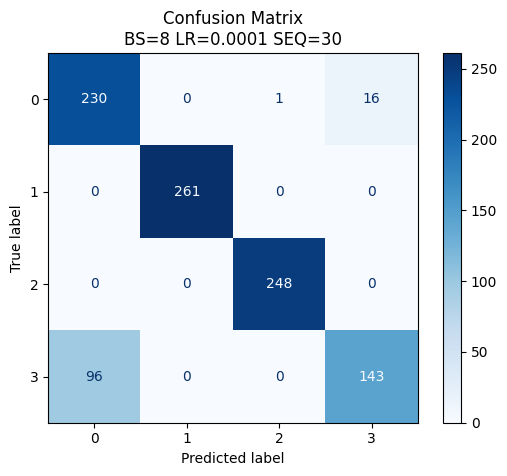 Confusion Matrix
BS=8 LR=0.0001 SEQ=30
0 230 0 1 16
1 0 261 0 0
2 0 0 248 0
3 96 0 0 143
0 1 2 3
Predicted label
True label
250
200
150
100
50
0